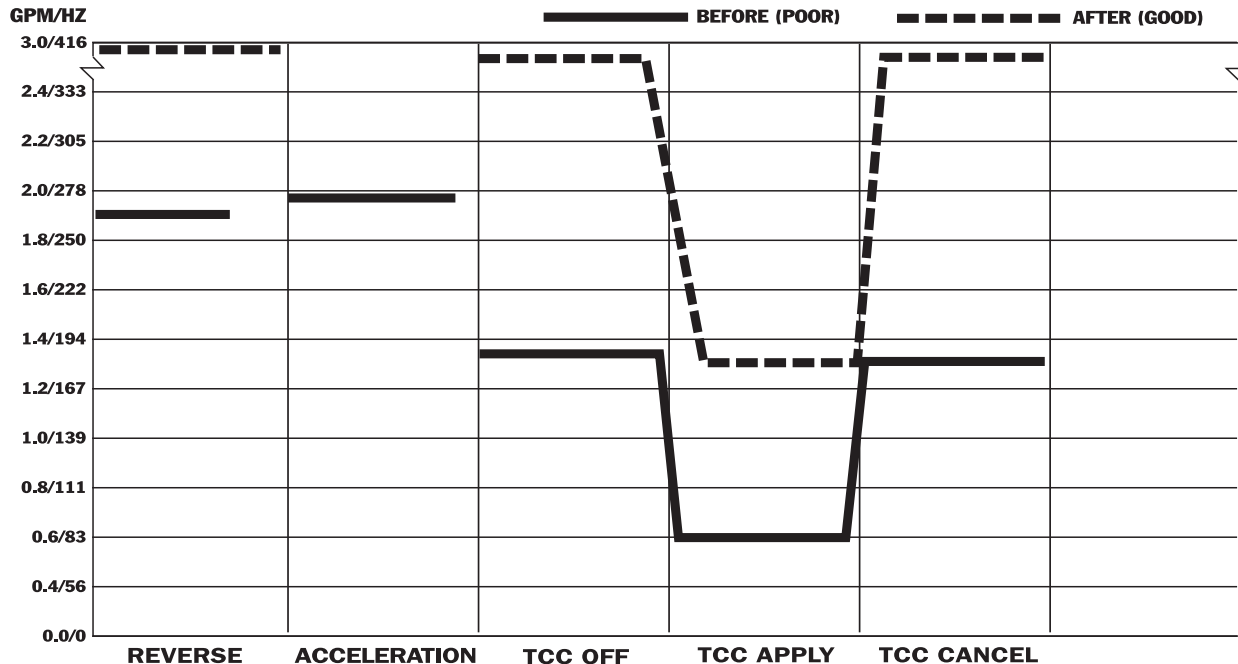 GPM/HZ
BEFORE (POOR)
AFTER (GOOD)
3.0/416
2.4/333
2.2/305
2.0/278
1.8/250
1.6/222
1.4/194
1.2/167
1.0/139
0.8/111
0.6/83
0.4/56
0.0/0
REVERSE
ACCELERATION
TCC OFF
TCC APPLY
TCC CANCEL